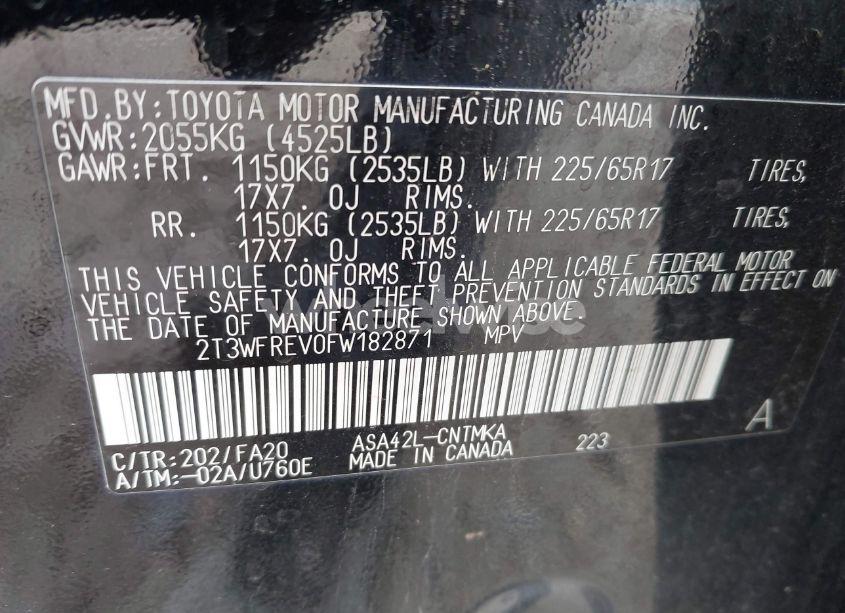 MFD.BY:TOYOTA MOTOR MANUFACTURING CANADA INC.
GVWR:2055KG (4525LB)
GAWR:FRT. 1150KG (2535LB) WITH 225/65R17 TIRES,
17X7.0J RIMS.
RR. 1150KG (2535LB) WITH 225/65R17 TIRES,
17X7.0J RIMS.
THIS VEHICLE CONFORMS TO ALL APPLICABLE FEDERAL MOTOR
VEHICLE SAFETY AND THEFT PREVENTION STANDARDS IN EFFECT ON
THE DATE OF MANUFACTURE SHOWN ABOVE.
2T3WFREV0FW182871 MPV
A
C/TR:202/FA20 ASA42L-CNTMKA 223
A/TM:-02A/U760E MADE IN CANADA